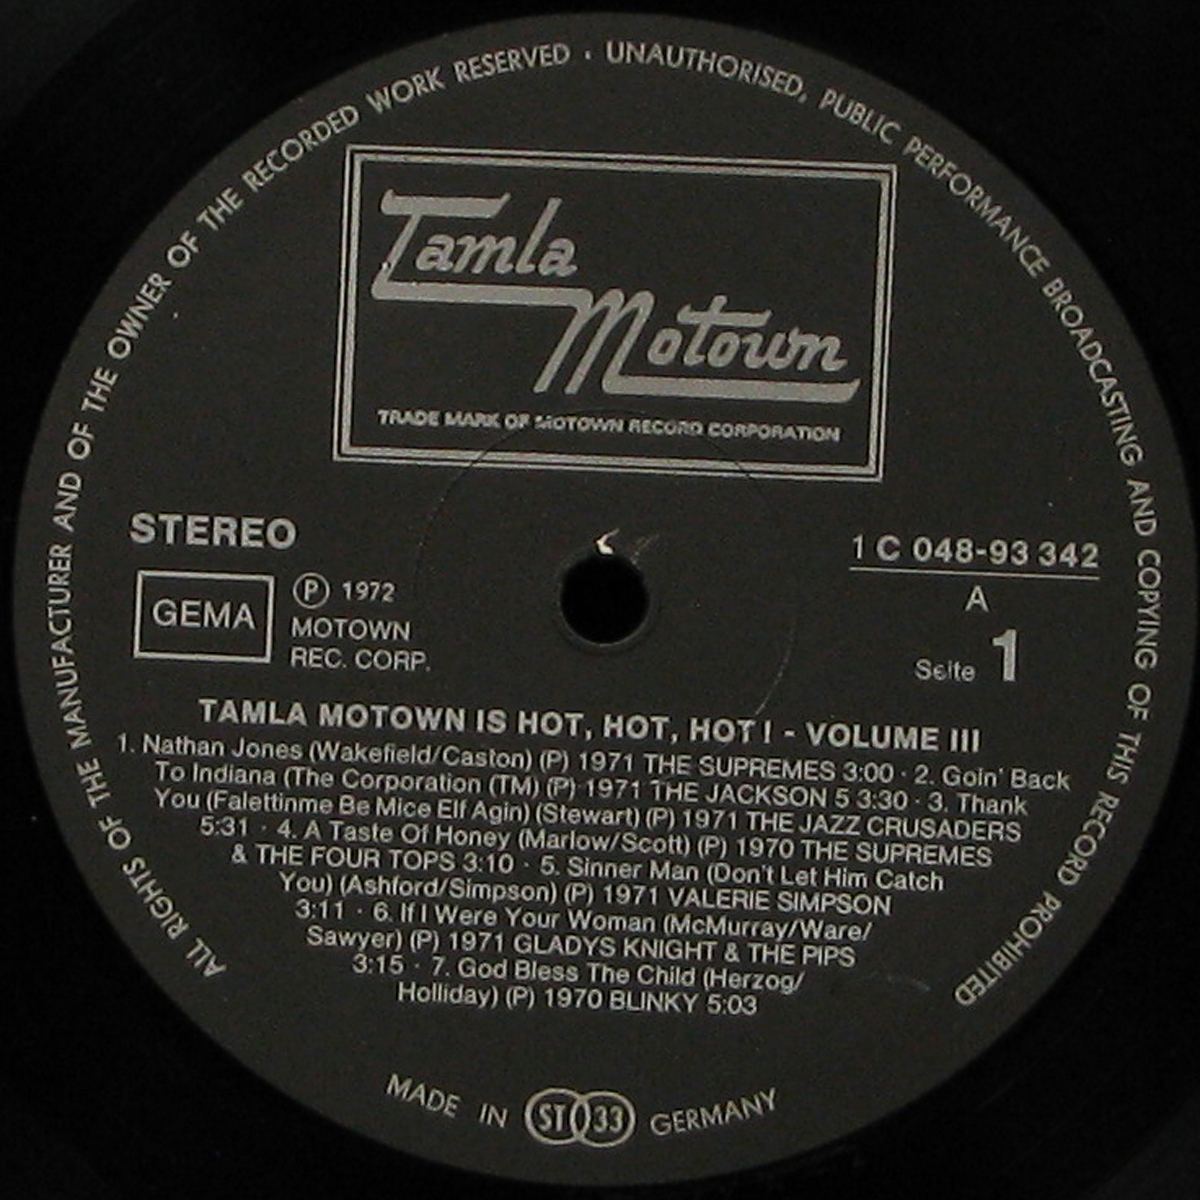 ALL RIGHTS OF THE MANUFACTURER AND OF THE OWNER OF THE RECORDED WORK RESERVED · UNAUTHORISED, PUBLIC PERFORMANCE BROADCASTING AND COPYING OF THIS RECORD PROHIBITED
Tamla
Motown
TRADE MARK OF MOTOWN RECORD CORPORATION
STEREO
GEMA
Ⓟ 1972
MOTOWN
REC. CORP.
1 C 048-93 342
A
Seite 1
TAMLA MOTOWN IS HOT, HOT, HOT! - VOLUME III
1. Nathan Jones (Wakefield/Caston) (P) 1971 THE SUPREMES 3:00 · 2. Goin' Back
To Indiana (The Corporation (TM) (P) 1971 THE JACKSON 5 3:30 · 3. Thank
You (Falettinme Be Mice Elf Agin) (Stewart) (P) 1971 THE JAZZ CRUSADERS
5:31 · 4. A Taste Of Honey (Marlow/Scott) (P) 1970 THE SUPREMES
& THE FOUR TOPS 3:10 · 5. Sinner Man (Don't Let Him Catch
You) (Ashford/Simpson) (P) 1971 VALERIE SIMPSON
3:11 · 6. If I Were Your Woman (McMurray/Ware/
Sawyer) (P) 1971 GLADYS KNIGHT & THE PIPS
3:15 · 7. God Bless The Child (Herzog/
Holliday) (P) 1970 BLINKY 5:03
MADE IN ST 33 GERMANY